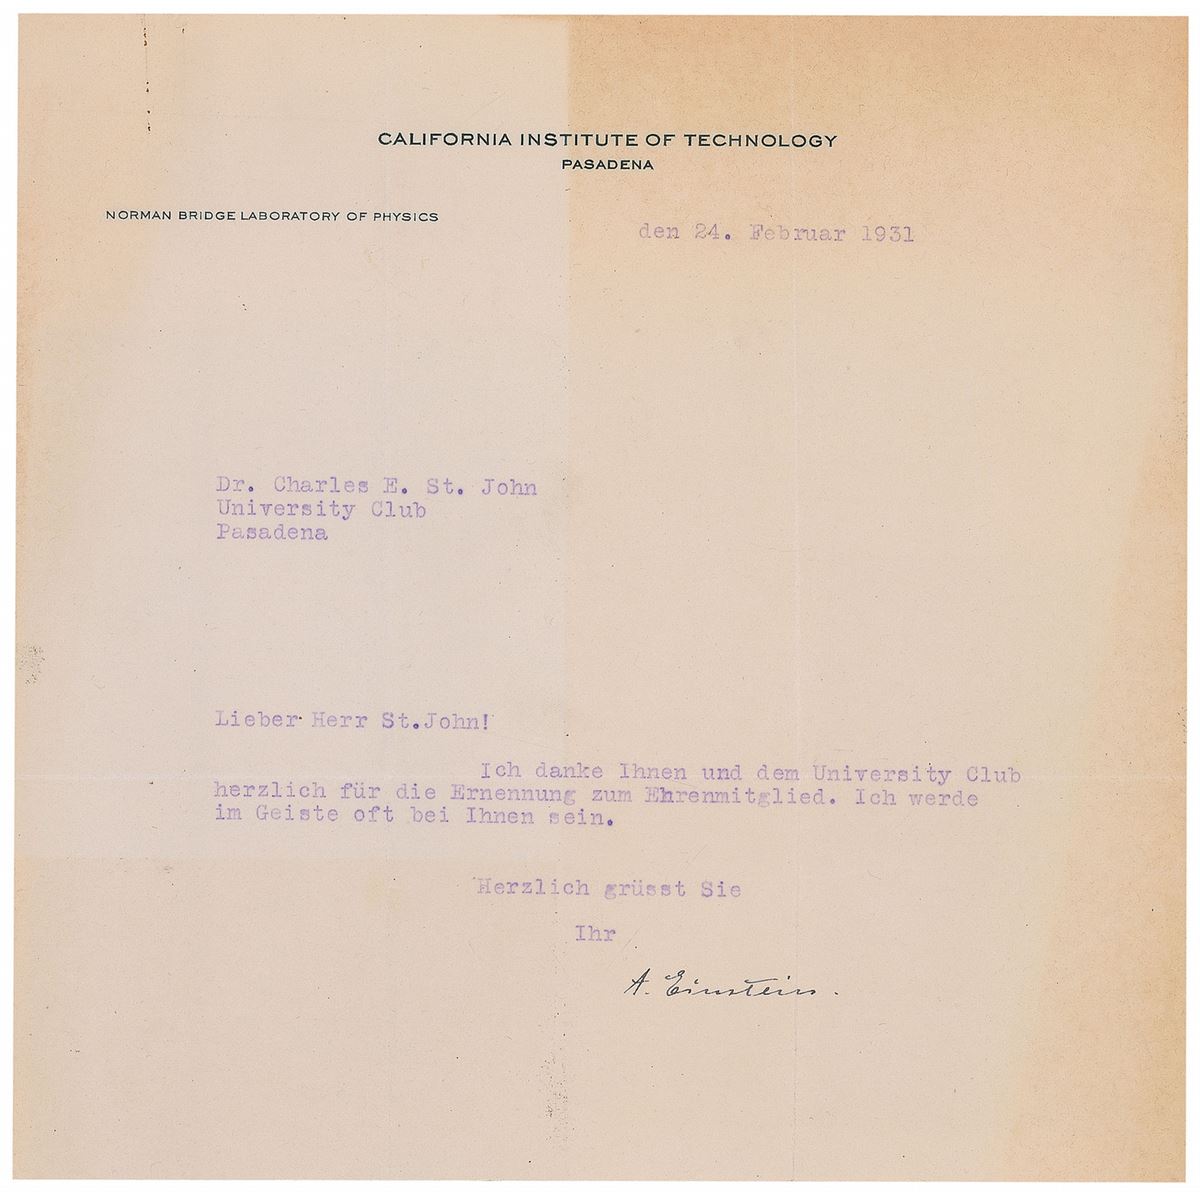 CALIFORNIA INSTITUTE OF TECHNOLOGY
PASADENA
NORMAN BRIDGE LABORATORY OF PHYSICS
den 24. Februar 1931
Dr. Charles E. St. John
University Club
Pasadena
Lieber Herr St.John!
Ich danke Ihnen und dem University Club
herzlich für die Ernennung zum Ehrenmitglied. Ich werde
im Geiste oft bei Ihnen sein.
Herzlich grüsst Sie
Ihr
A. Einstein.